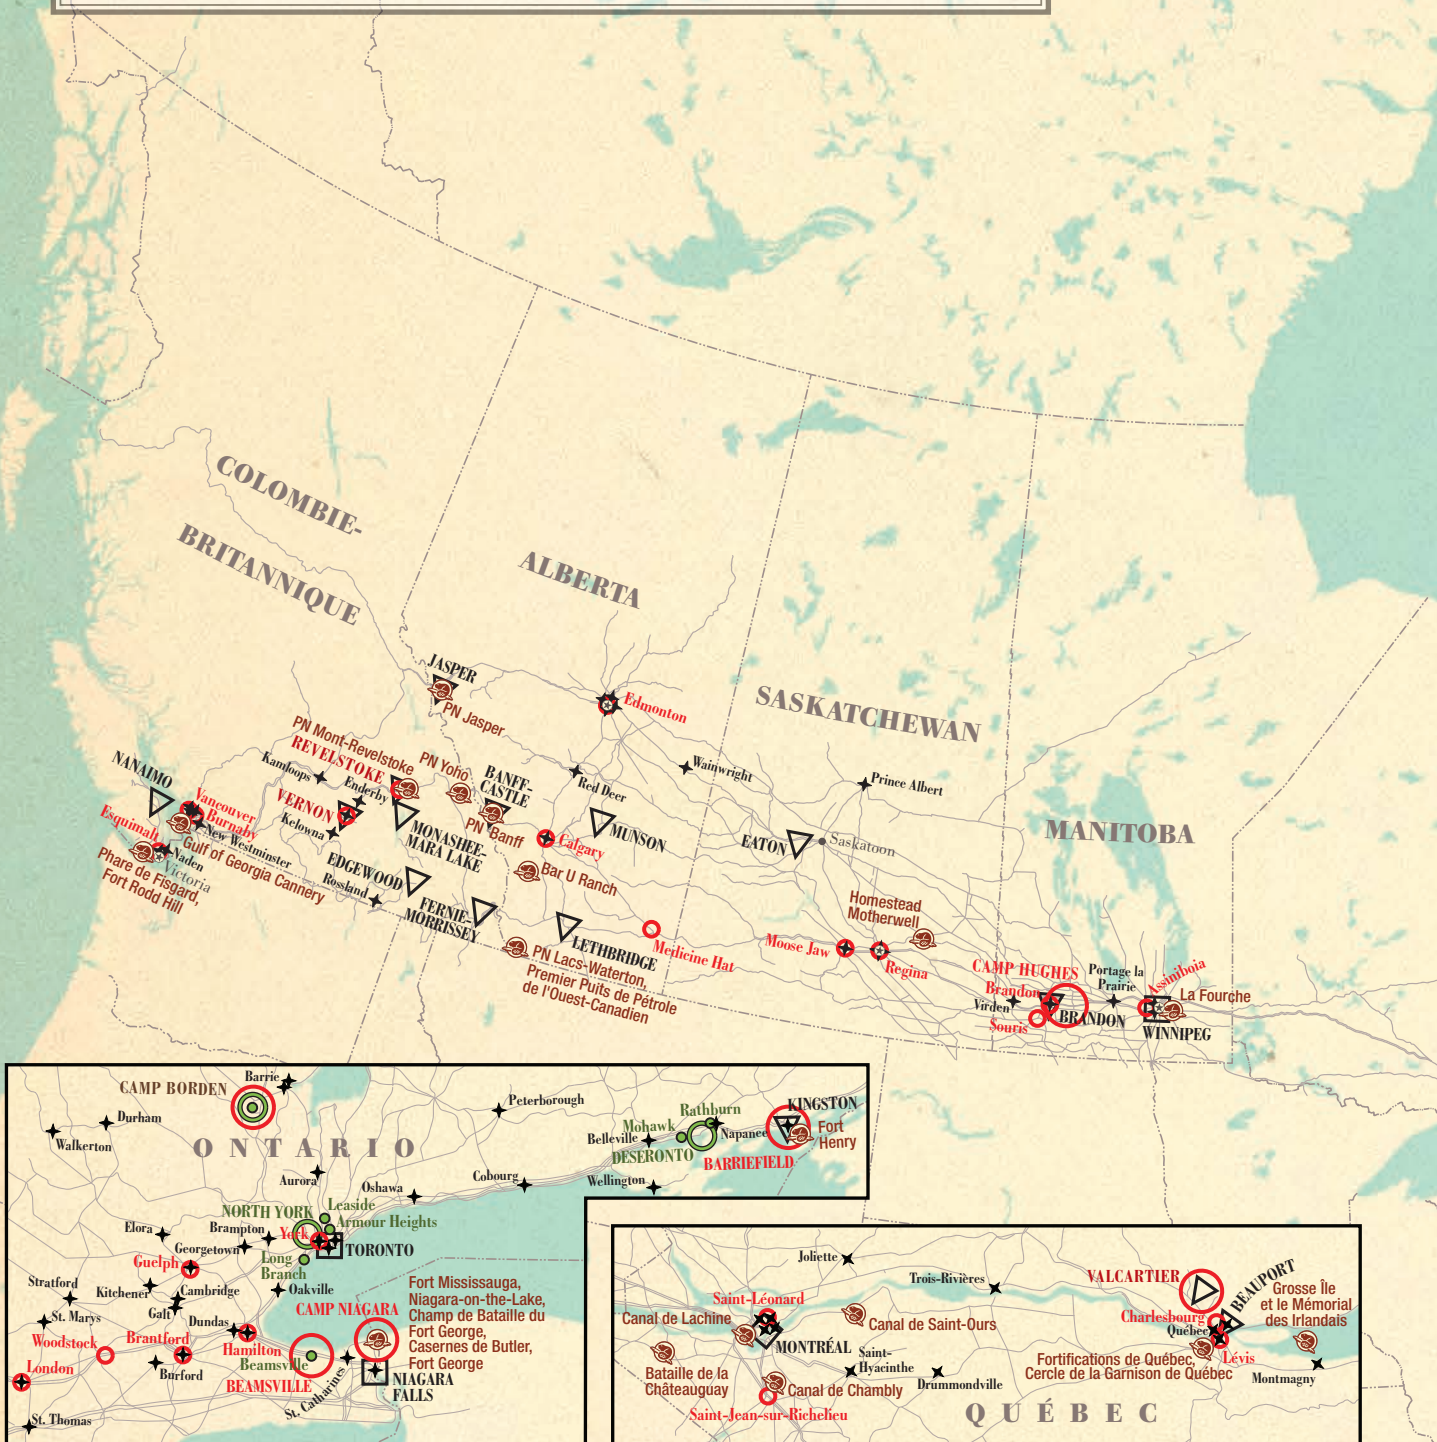 COLOMBIE-
BRITANNIQUE
ALBERTA
SASKATCHEWAN
MANITOBA
JASPER
PN Jasper
Edmonton
PN Mont-Revelstoke
REVELSTOKE
PN Yoho
BANFF-
CASTLE
PN Banff
Kamloops
Enderby
VERNON
Kelowna
NANAIMO
Vancouver
Burnaby
New Westminster
Esquimalt
Naden
Victoria
Gulf of Georgia Cannery
Phare de Fisgard,
Fort Rodd Hill
MONASHEE-
MARA LAKE
EDGEWOOD
Rossland
FERNIE-
MORRISSEY
Red Deer
Wainwright
MUNSON
Calgary
Bar U Ranch
LETHBRIDGE
Medicine Hat
PN Lacs-Waterton,
Premier Puits de Pétrole
de l'Ouest-Canadien
Prince Albert
EATON
Saskatoon
Homestead
Motherwell
Moose Jaw
Regina
CAMP HUGHES
Brandon
Virden
Souris
BRANDON
Portage la
Prairie
Assiniboia
La Fourche
WINNIPEG
CAMP BORDEN
Barrie
Durham
Walkerton
ONTARIO
Peterborough
Rathburn
Mohawk
Belleville
Napanee
DESERONTO
KINGSTON
Fort
Henry
BARRIEFIELD
Aurora
Oshawa
Cobourg
Wellington
NORTH YORK
Leaside
Armour Heights
Elora
Brampton
York
Georgetown
TORONTO
Guelph
Long
Branch
Stratford
Kitchener
Cambridge
Oakville
Galt
St. Marys
Dundas
CAMP NIAGARA
Woodstock
Brantford
Hamilton
Beamsville
London
Burford
BEAMSVILLE
St. Catharines
St. Thomas
Fort Mississauga,
Niagara-on-the-Lake,
Champ de Bataille du
Fort George,
Casernes de Butler,
Fort George
NIAGARA
FALLS
Joliette
Trois-Rivières
VALCARTIER
BEAUPORT
Grosse Île
et le Mémorial
des Irlandais
Saint-Léonard
Canal de Lachine
Canal de Saint-Ours
Charlesbourg
Québec
MONTRÉAL
Saint-
Hyacinthe
Lévis
Fortifications de Québec,
Cercle de la Garnison de Québec
Montmagny
Bataille de la
Châteauguay
Canal de Chambly
Drummondville
Saint-Jean-sur-Richelieu
QUÉBEC